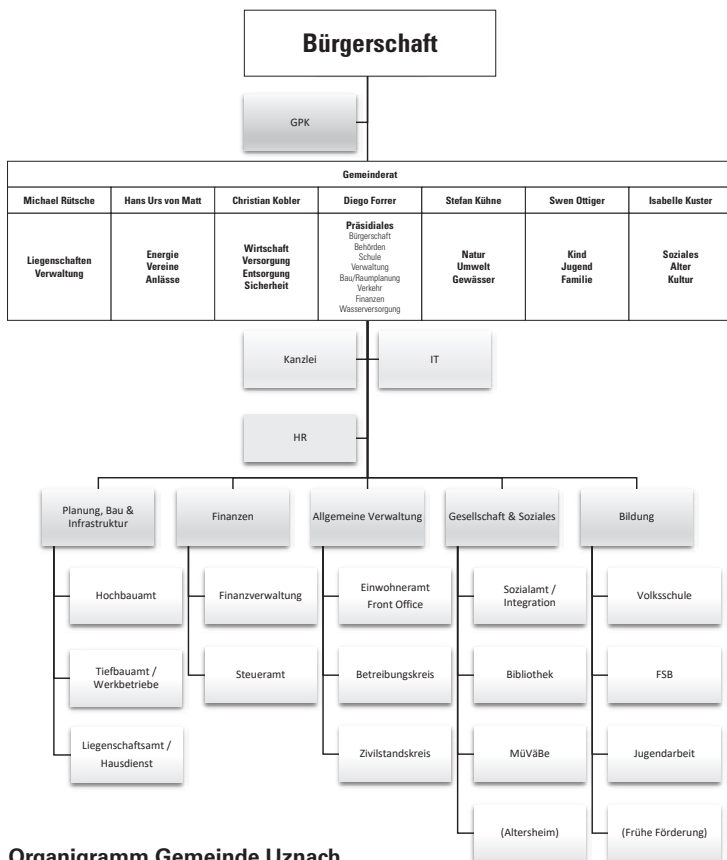 Bürgerschaft
GPK
Gemeinderat
Michael Rütsche
Hans Urs von Matt
Christian Kobler
Diego Forrer
Stefan Kühne
Swen Ottiger
Isabelle Kuster
Liegenschaften
Verwaltung
Energie
Vereine
Anlässe
Wirtschaft
Versorgung
Entsorgung
Sicherheit
Präsidiales
Bürgerschaft
Behörden
Schule
Verwaltung
Bau/Raumplanung
Verkehr
Finanzen
Wasserversorgung
Natur
Umwelt
Gewässer
Kind
Jugend
Familie
Soziales
Alter
Kultur
Kanzlei
IT
HR
Planung, Bau &
Infrastruktur
Finanzen
Allgemeine Verwaltung
Gesellschaft & Soziales
Bildung
Hochbauamt
Tiefbauamt /
Werkbetriebe
Liegenschaftsamt /
Hausdienst
Finanzverwaltung
Steueramt
Einwohneramt
Front Office
Betreibungskreis
Zivilstandskreis
Sozialamt /
Integration
Bibliothek
MüVäBe
(Altersheim)
Volksschule
FSB
Jugendarbeit
(Frühe Förderung)
Organigramm Gemeinde Uznach